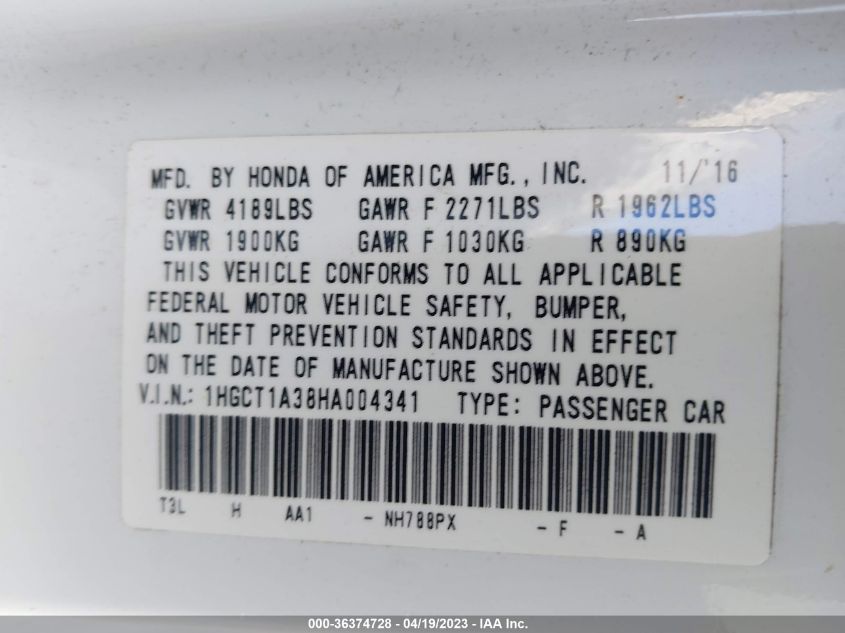 MFD. BY HONDA OF AMERICA MFG., INC. 11/'16
GVWR 4189LBS GAWR F 2271LBS R 1962LBS
GVWR 1900KG GAWR F 1030KG R 890KG
THIS VEHICLE CONFORMS TO ALL APPLICABLE
FEDERAL MOTOR VEHICLE SAFETY, BUMPER,
AND THEFT PREVENTION STANDARDS IN EFFECT
ON THE DATE OF MANUFACTURE SHOWN ABOVE.
V.I.N.: 1HGCT1A38HA004341 TYPE: PASSENGER CAR
T3L H AA1 - NH788PX - F - A
000-36374728 - 04/19/2023 - IAA Inc.